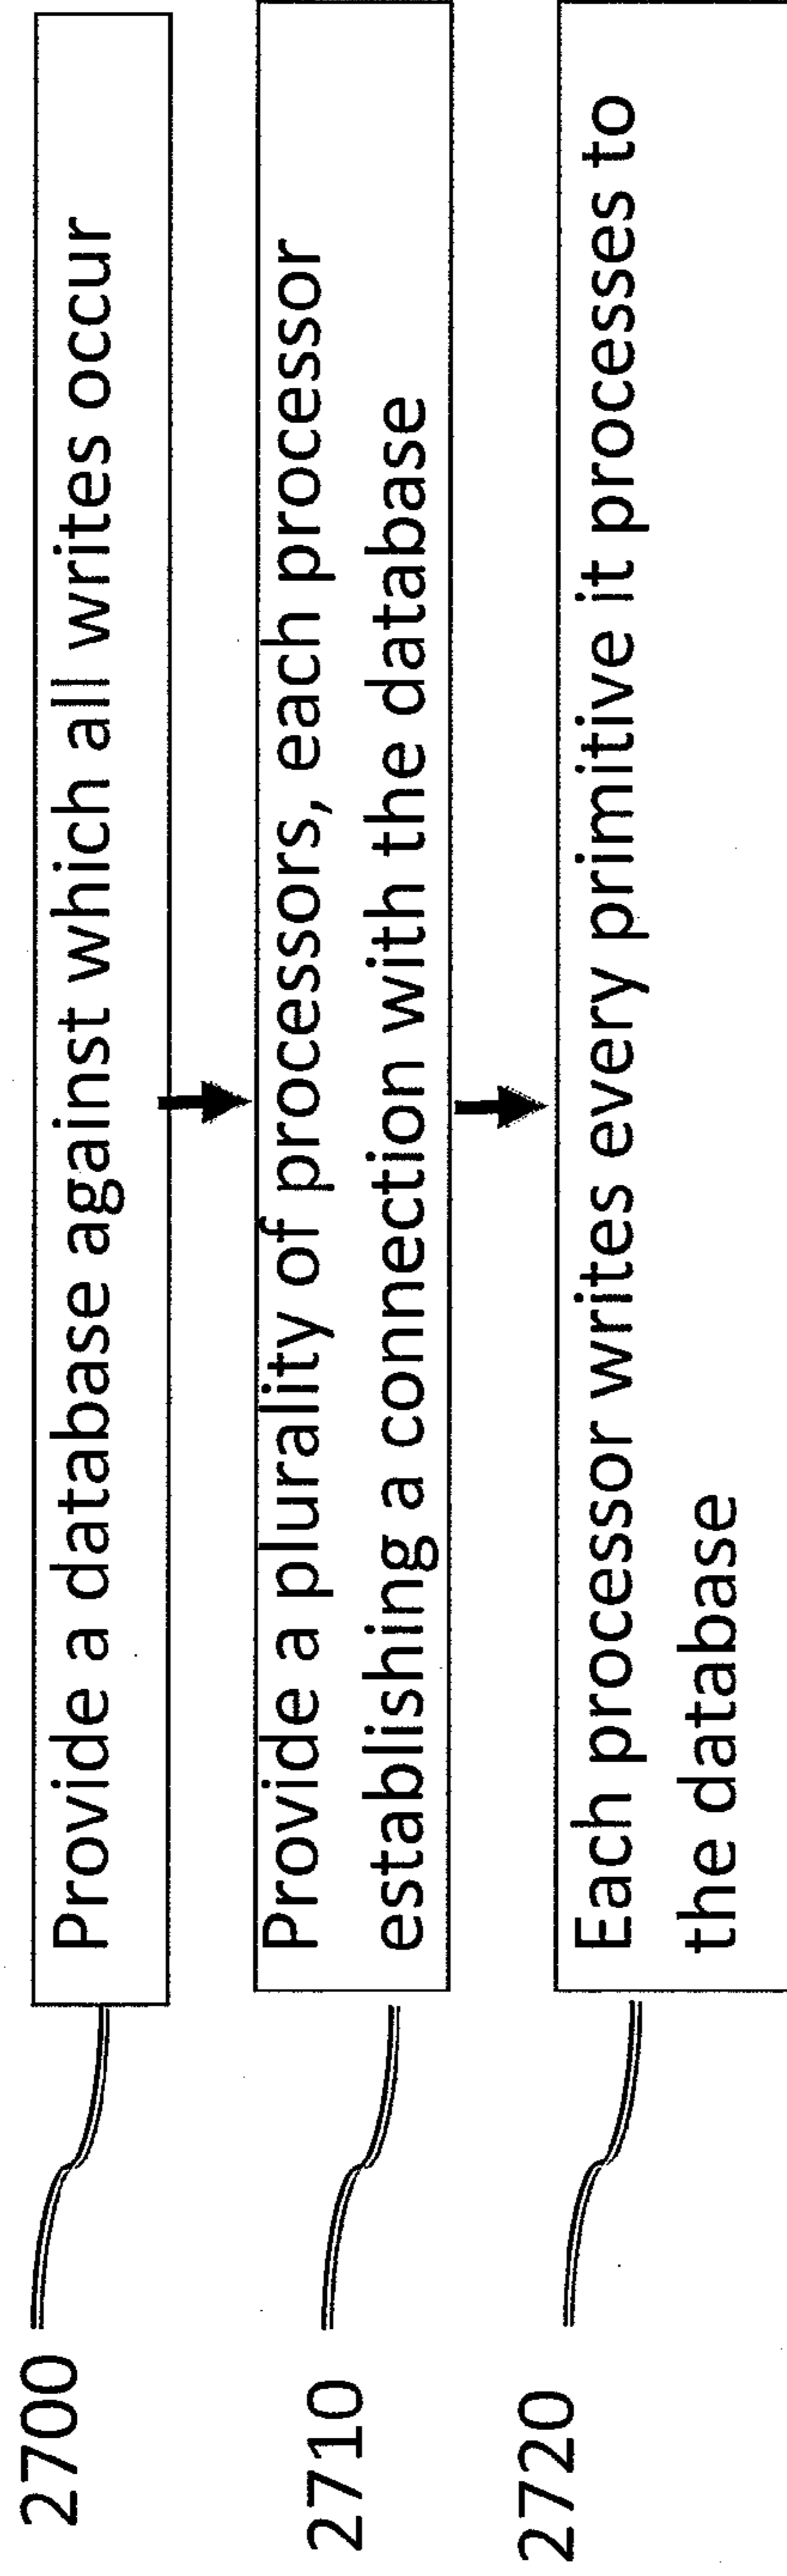 2700
Provide a database against which all writes occur
2710
Provide a plurality of processors, each processor
establishing a connection with the database
2720
Each processor writes every primitive it processes to
the database